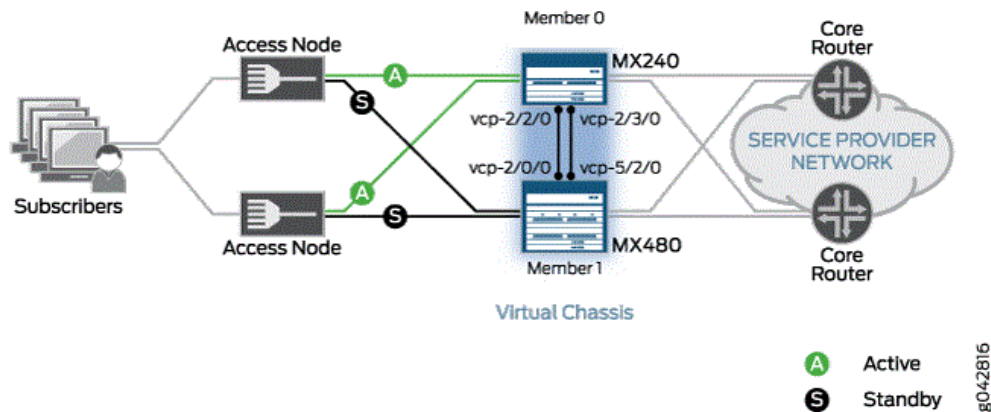 Member 0
Access Node
Core
Router
A
MX240
S
vcp-2/2/0
vcp-2/3/0
SERVICE PROVIDER
NETWORK
vcp-2/0/0
vcp-5/2/0
Subscribers
A
S
Access Node
MX480
Member 1
Core
Router
Virtual Chassis
A Active
S Standby
g042816